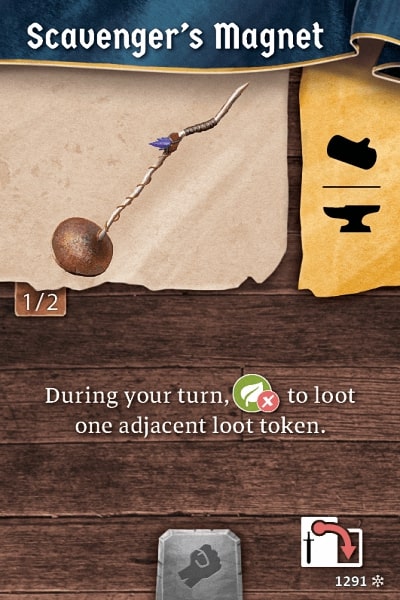 Scavenger's Magnet
1/2
During your turn, to loot
one adjacent loot token.
1291